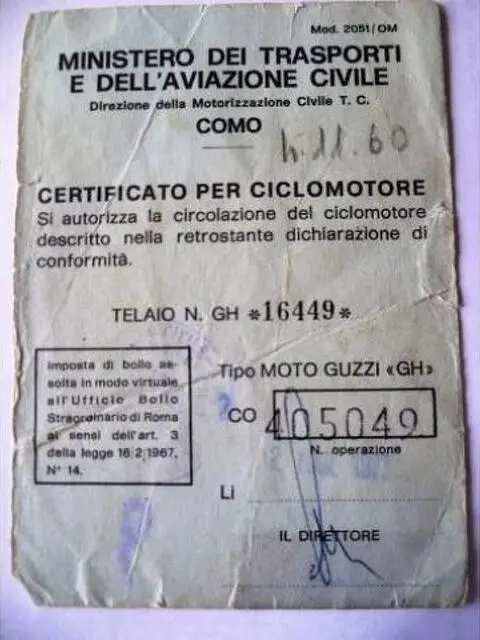 Mod. 2051/OM
MINISTERO DEI TRASPORTI
E DELL'AVIAZIONE CIVILE
Direzione della Motorizzazione Civile T. C.
COMO
4.11.60
CERTIFICATO PER CICLOMOTORE
Si autorizza la circolazione del ciclomotore
descritto nella retrostante dichiarazione di
conformità.
TELAIO N. GH *16449*
Imposta di bollo as-
solta in modo virtuale
all'Ufficio Bollo
Straordinario di Roma
ai sensi dell'art. 3
della legge 16.2.1967,
N° 14.
Tipo MOTO GUZZI «GH»
CO 405049
N. operazione
Li
IL DIRETTORE